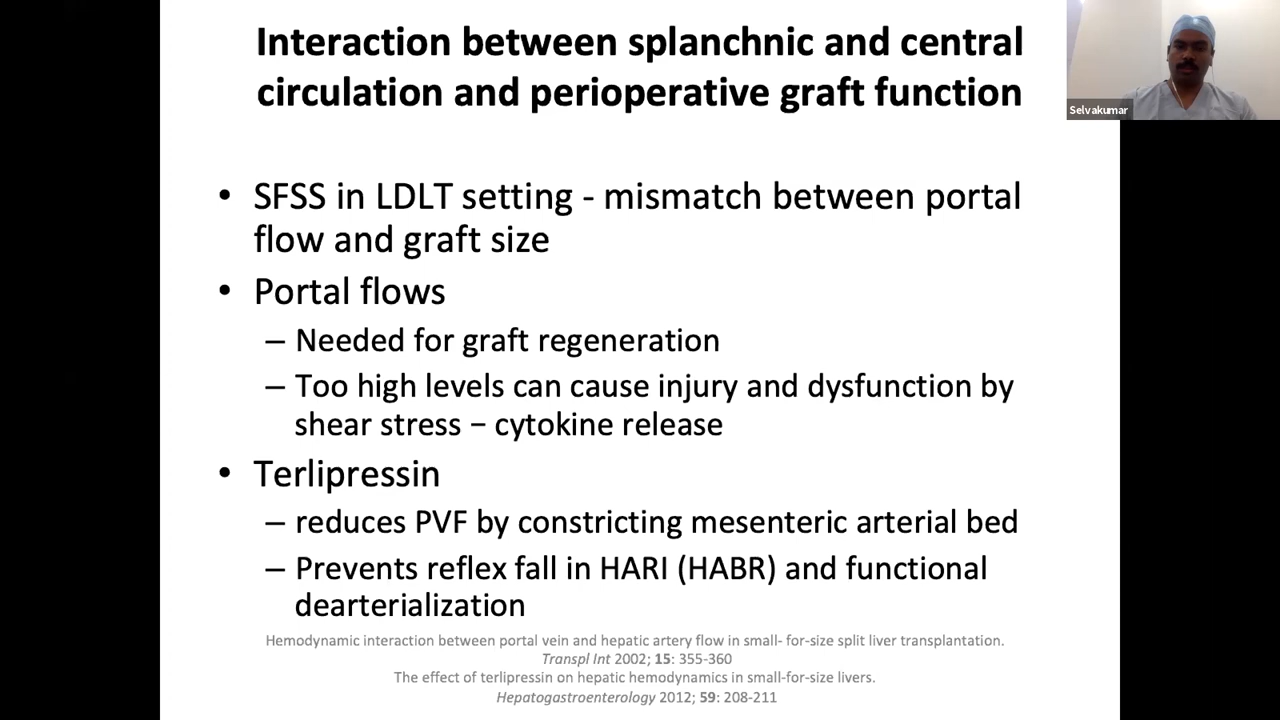 Interaction between splanchnic and central
circulation and perioperative graft function
Selvakumar
• SFSS in LDLT setting - mismatch between portal
flow and graft size
• Portal flows
– Needed for graft regeneration
– Too high levels can cause injury and dysfunction by
shear stress – cytokine release
• Terlipressin
– reduces PVF by constricting mesenteric arterial bed
– Prevents reflex fall in HARI (HABR) and functional
dearterialization
Hemodynamic interaction between portal vein and hepatic artery flow in small- for-size split liver transplantation.
Transpl Int 2002; 15: 355-360
The effect of terlipressin on hepatic hemodynamics in small-for-size livers.
Hepatogastroenterology 2012; 59: 208-211